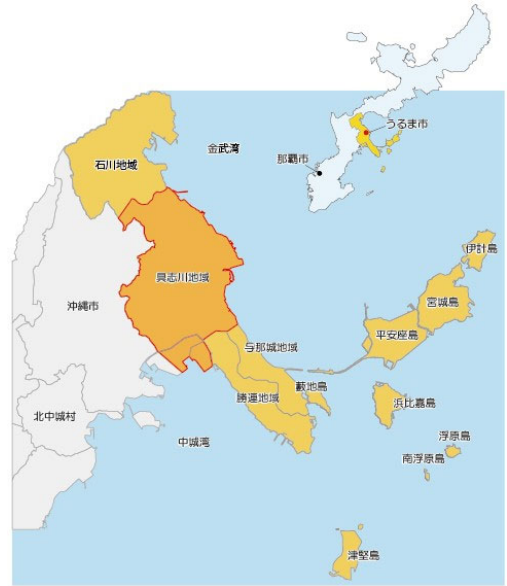 うるま市
那覇市
金武湾
石川地域
具志川地域
沖縄市
伊計島
宮城島
平安座島
与那城地域
藪地島
勝連地域
浜比嘉島
北中城村
中城湾
浮原島
南浮原島
津堅島